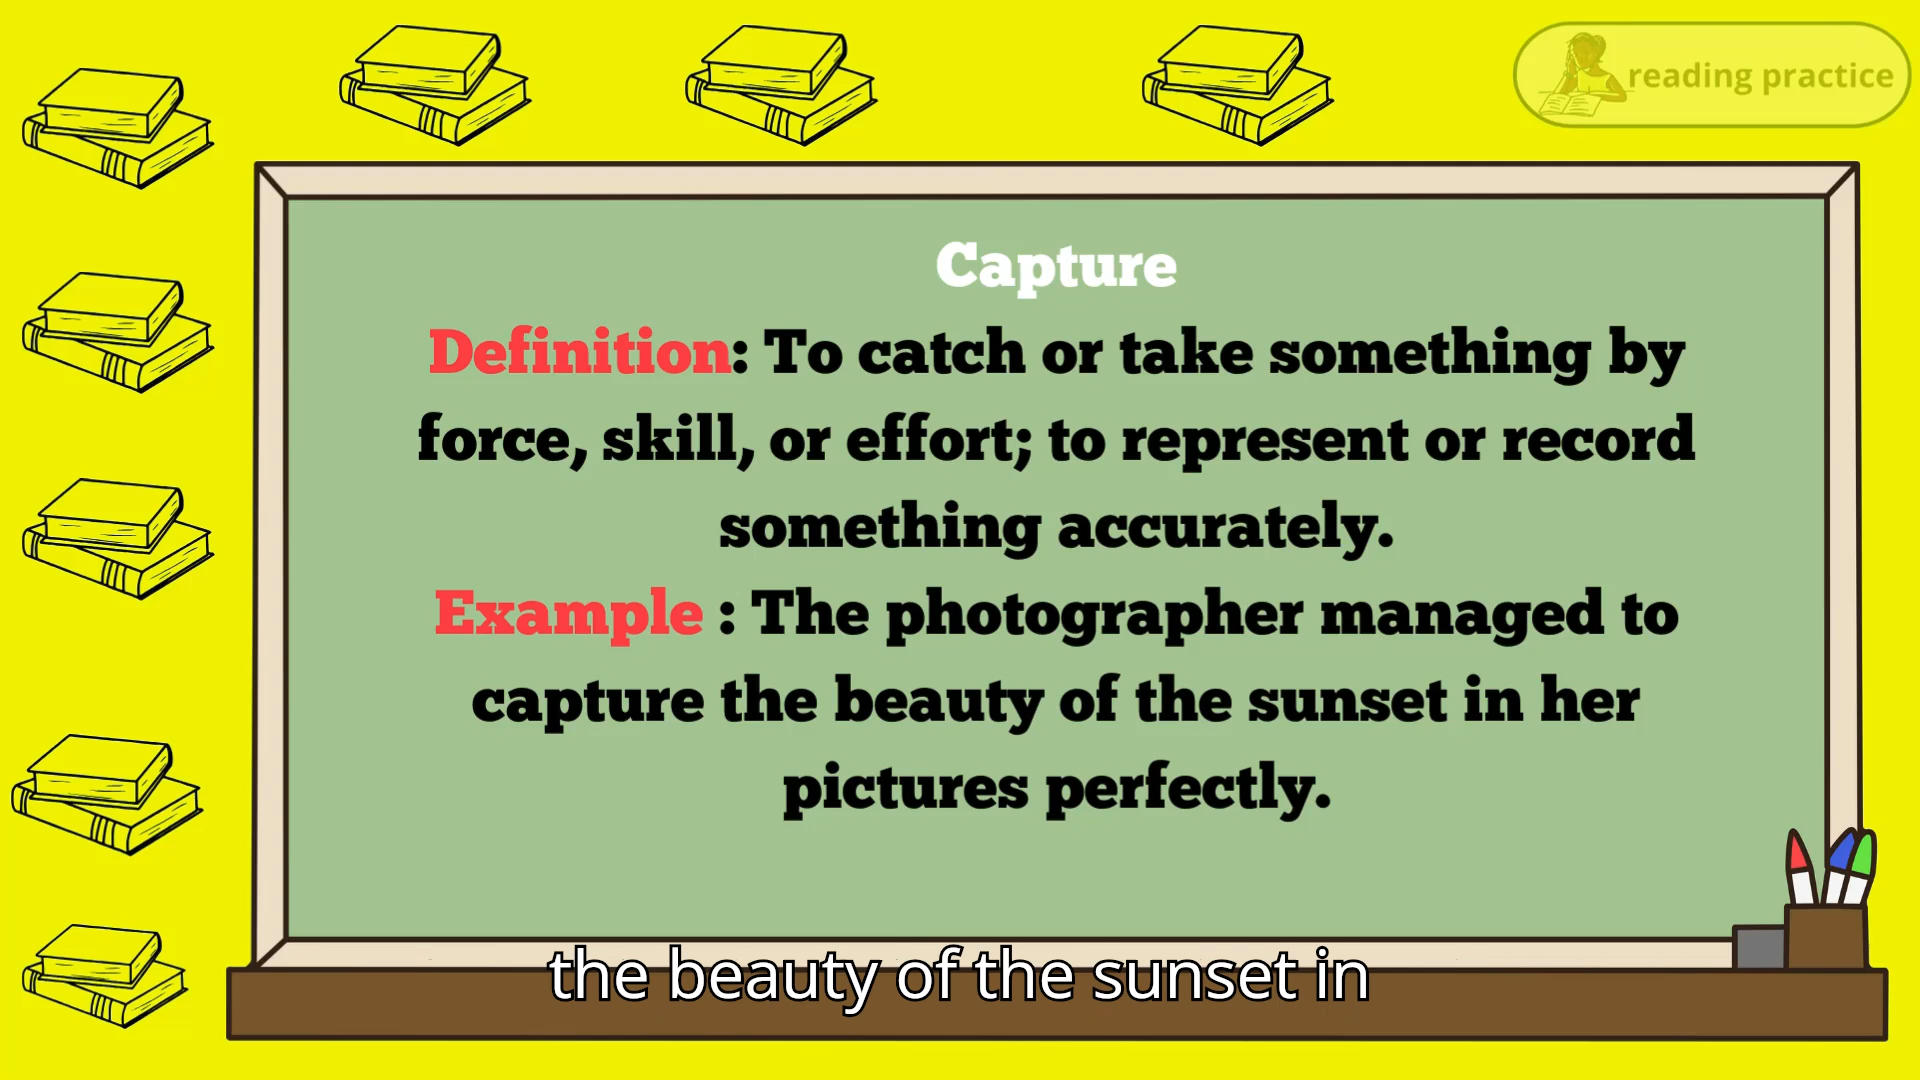 reading practice
Capture
Definition: To catch or take something by
force, skill, or effort; to represent or record
something accurately.
Example : The photographer managed to
capture the beauty of the sunset in her
pictures perfectly.
the beauty of the sunset in